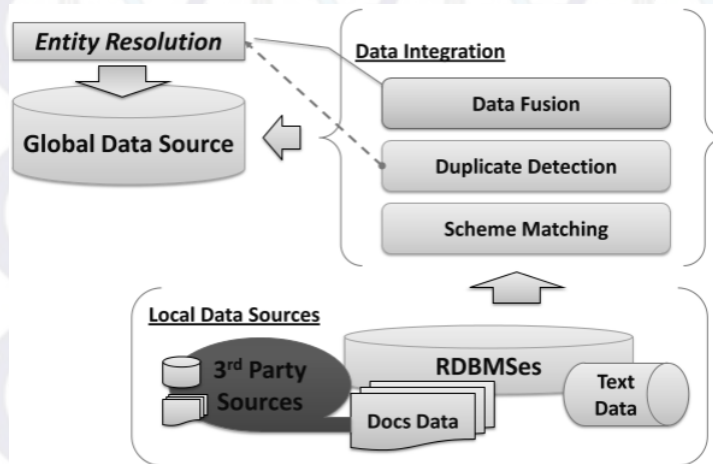 Entity Resolution
Global Data Source
Data Integration
Data Fusion
Duplicate Detection
Scheme Matching
Local Data Sources
3rd Party
Sources
RDBMSes
Docs Data
Text
Data